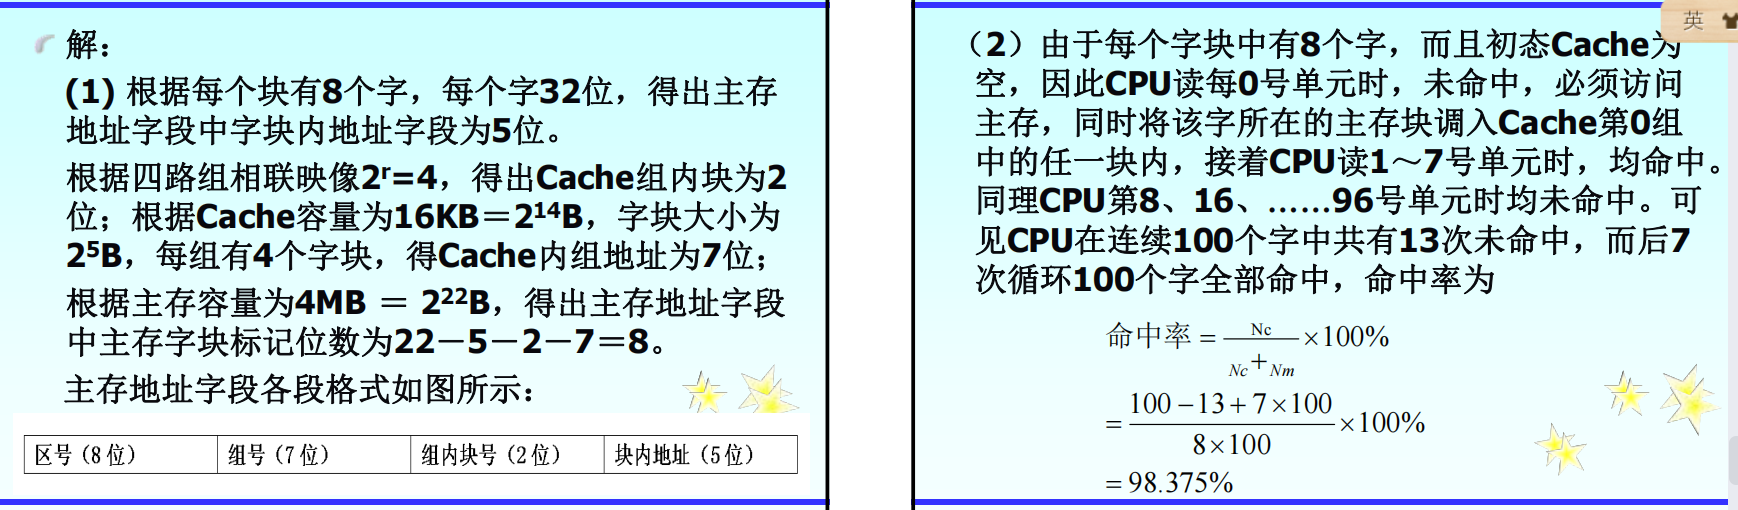 解：
(1) 根据每个块有8个字，每个字32位，得出主存
地址字段中字块内地址字段为5位。
根据四路组相联映像2ʳ=4，得出Cache组内块为2
位；根据Cache容量为16KB＝2¹⁴B，字块大小为
2⁵B，每组有4个字块，得Cache内组地址为7位；
根据主存容量为4MB ＝ 2²²B，得出主存地址字段
中主存字块标记位数为22－5－2－7＝8。
主存地址字段各段格式如图所示：
区号（8 位） 组号（7 位） 组内块号（2 位） 块内地址（5 位）
（2）由于每个字块中有8个字，而且初态Cache为
空，因此CPU读每0号单元时，未命中，必须访问
主存，同时将该字所在的主存块调入Cache第0组
中的任一块内，接着CPU读1～7号单元时，均命中。
同理CPU第8、16、……96号单元时均未命中。可
见CPU在连续100个字中共有13次未命中，而后7
次循环100个字全部命中，命中率为
命中率 = Nc / (Nc + Nm) ×100%
= (100 −13 + 7 ×100) / (8 ×100) ×100%
= 98.375%
英